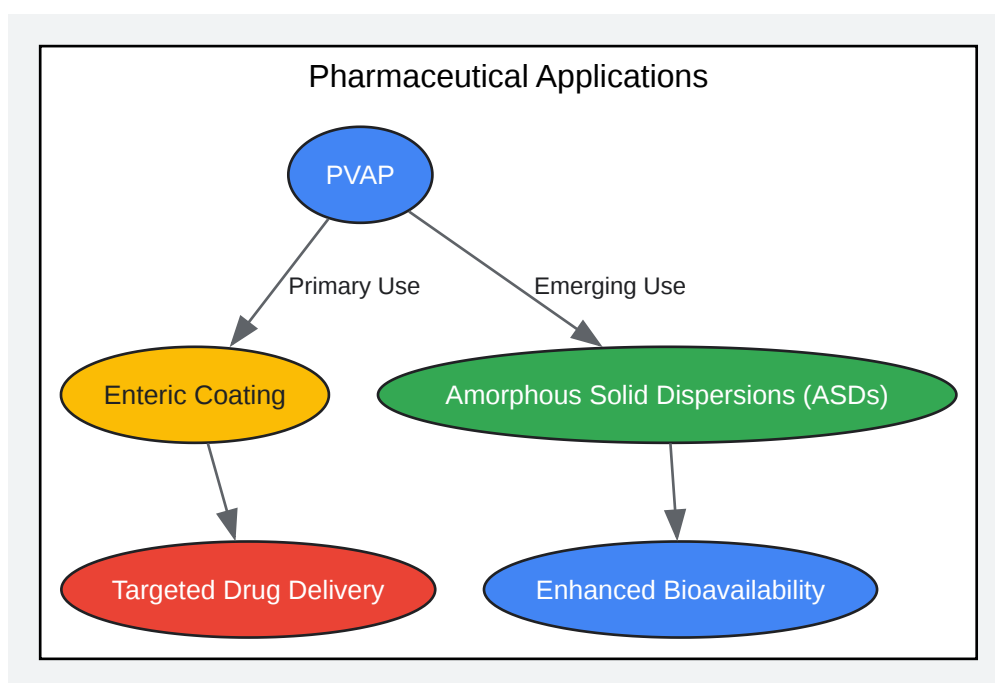 Pharmaceutical Applications
PVAP
Primary Use
Emerging Use
Enteric Coating
Amorphous Solid Dispersions (ASDs)
Targeted Drug Delivery
Enhanced Bioavailability